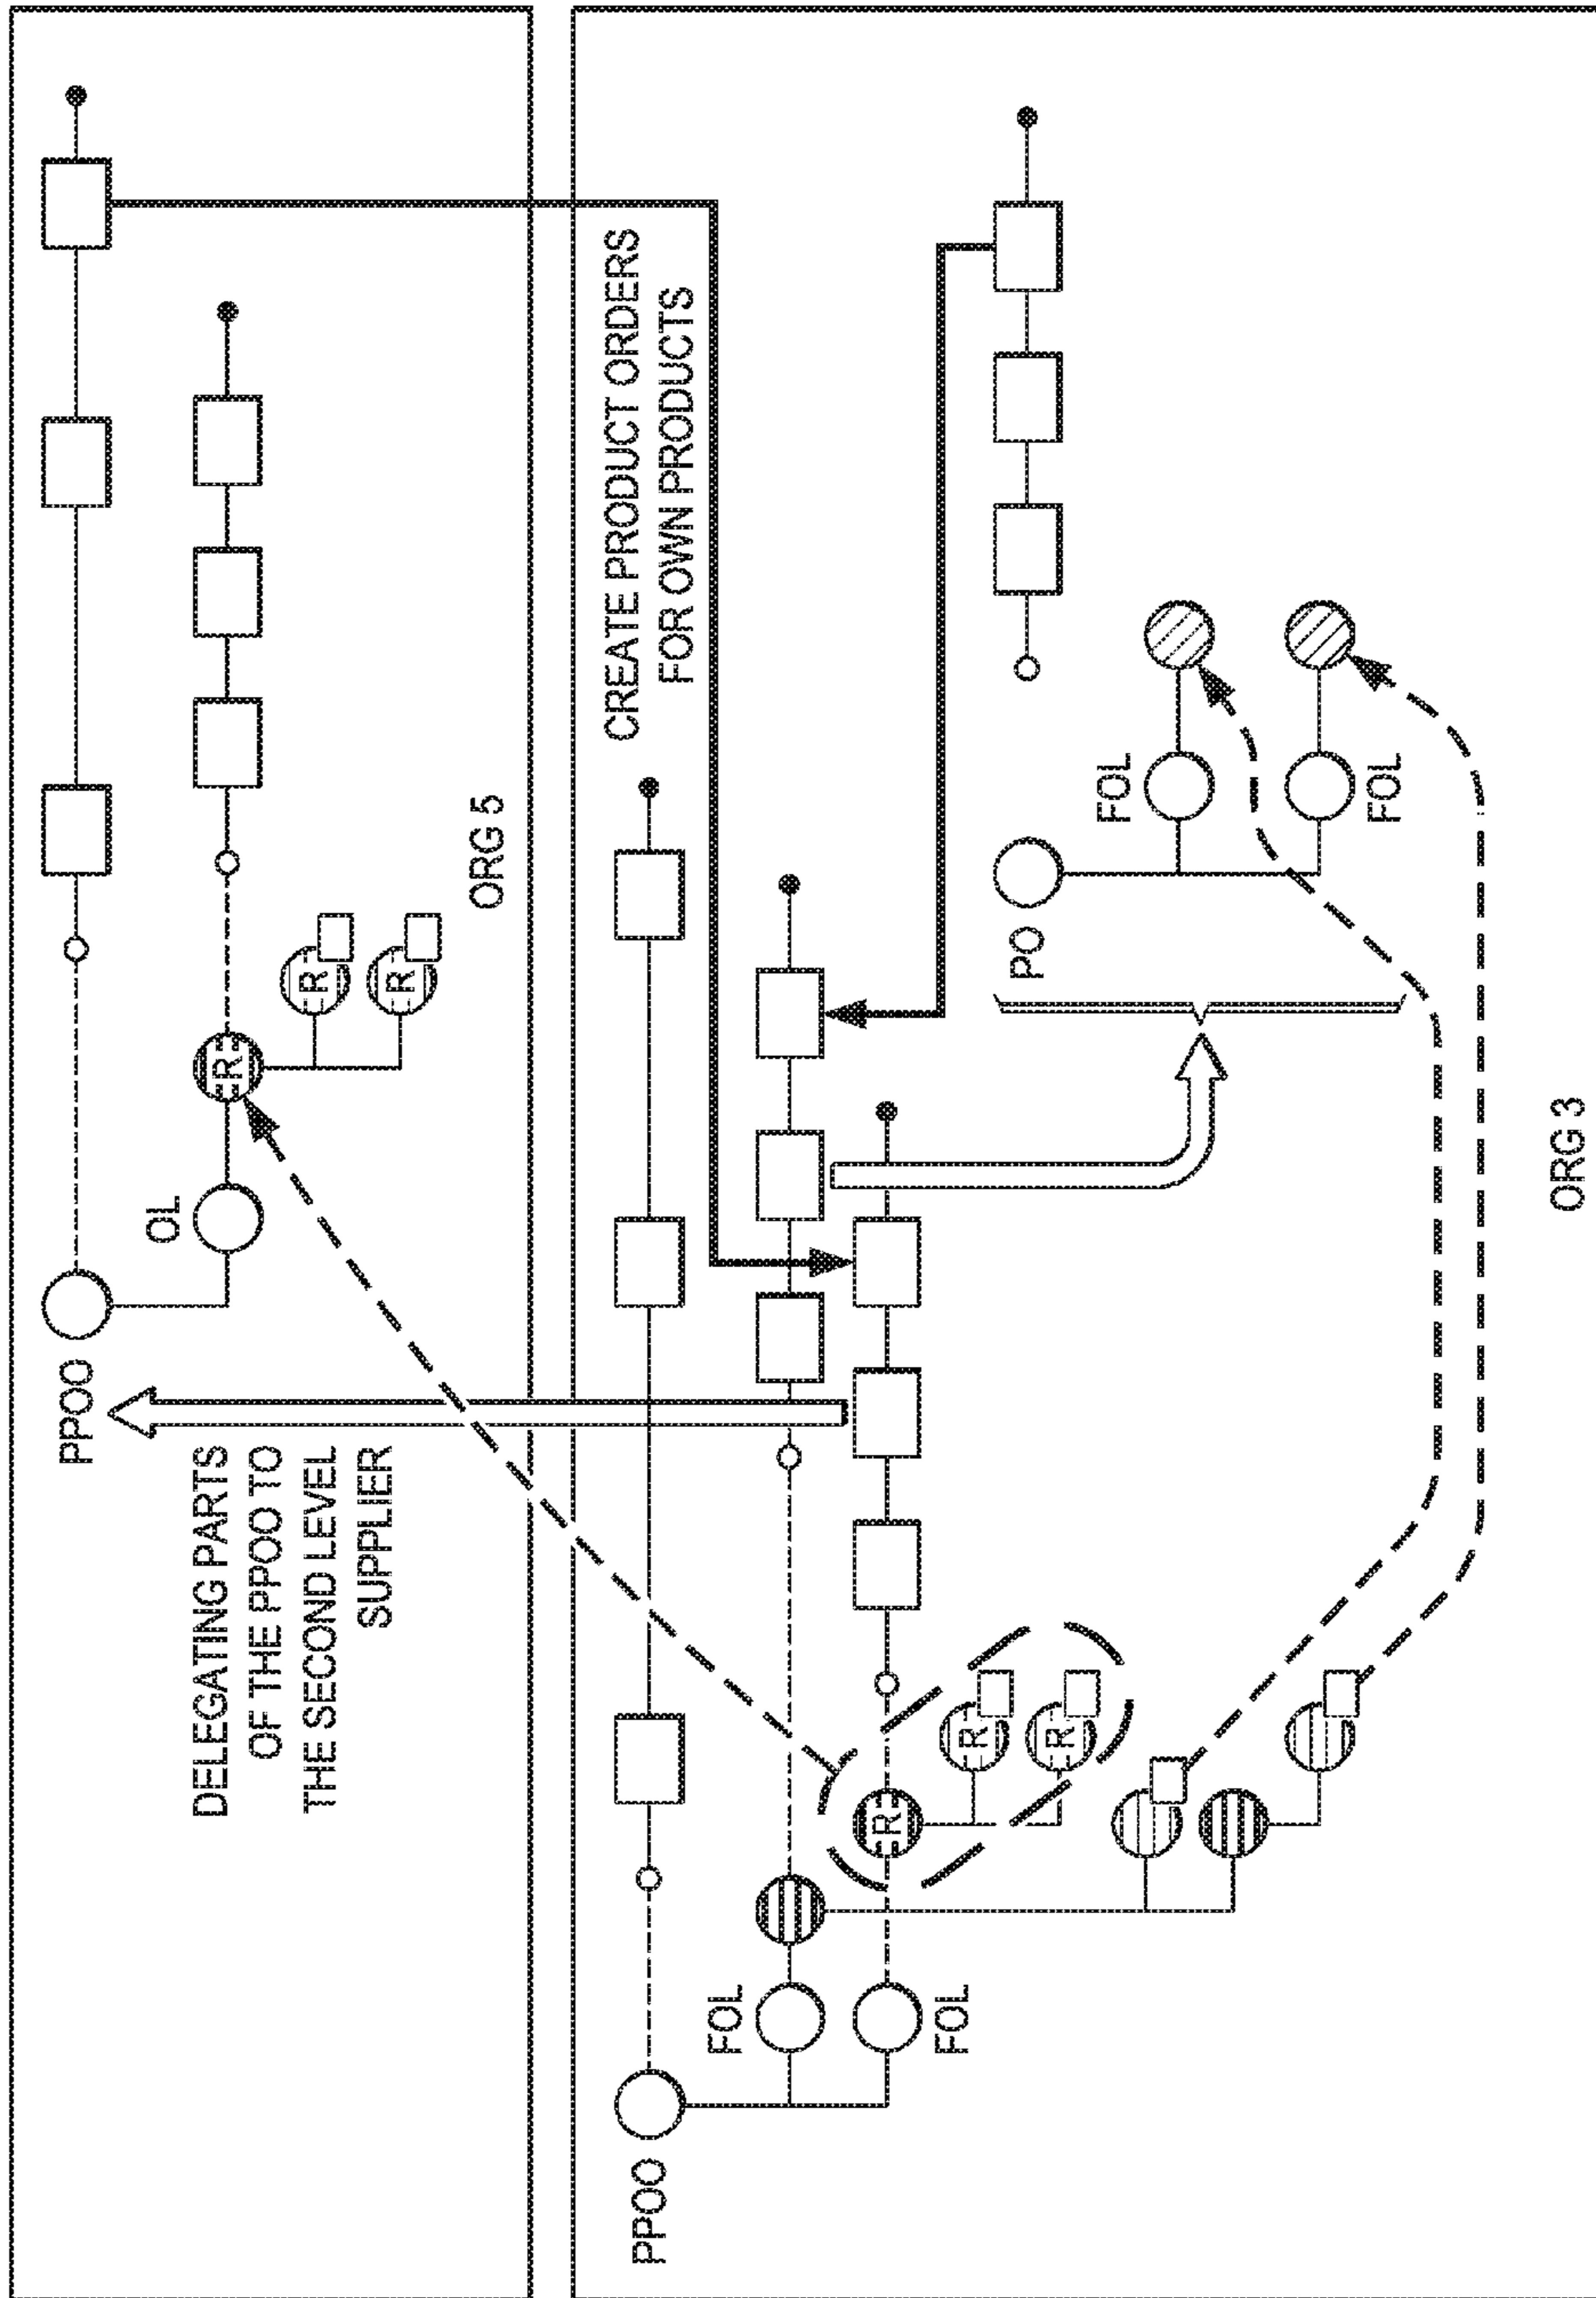 PPOO
OL
R
R
R
DELEGATING PARTS
OF THE PPOO TO
THE SECOND LEVEL
SUPPLIER
ORG 5
CREATE PRODUCT ORDERS
FOR OWN PRODUCTS
PPOO
FOL
R
FOL
R
R
PO
FOL
FOL
ORG 3